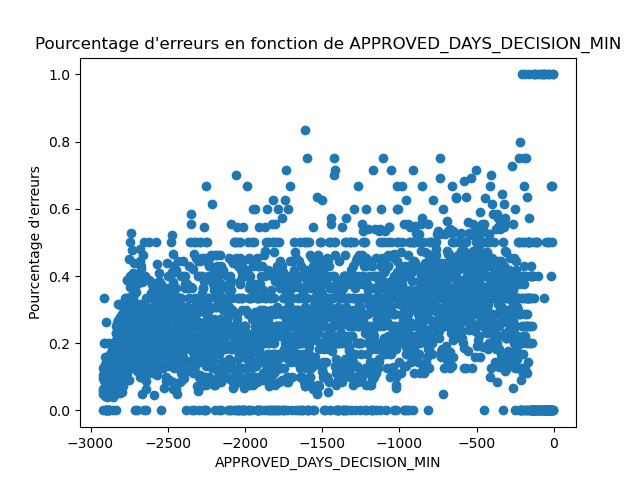 Pourcentage d'erreurs en fonction de APPROVED_DAYS_DECISION_MIN
1.0
0.8
0.6
0.4
0.2
0.0
Pourcentage d'erreurs
−3000 −2500 −2000 −1500 −1000 −500 0
APPROVED_DAYS_DECISION_MIN